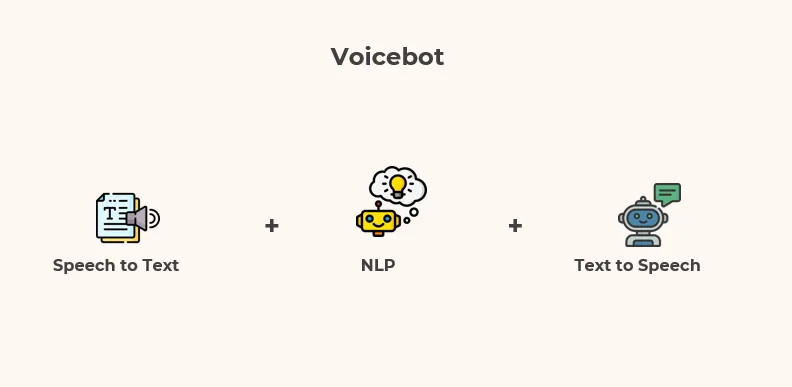 Voicebot
T
+
+
Speech to Text
NLP
Text to Speech